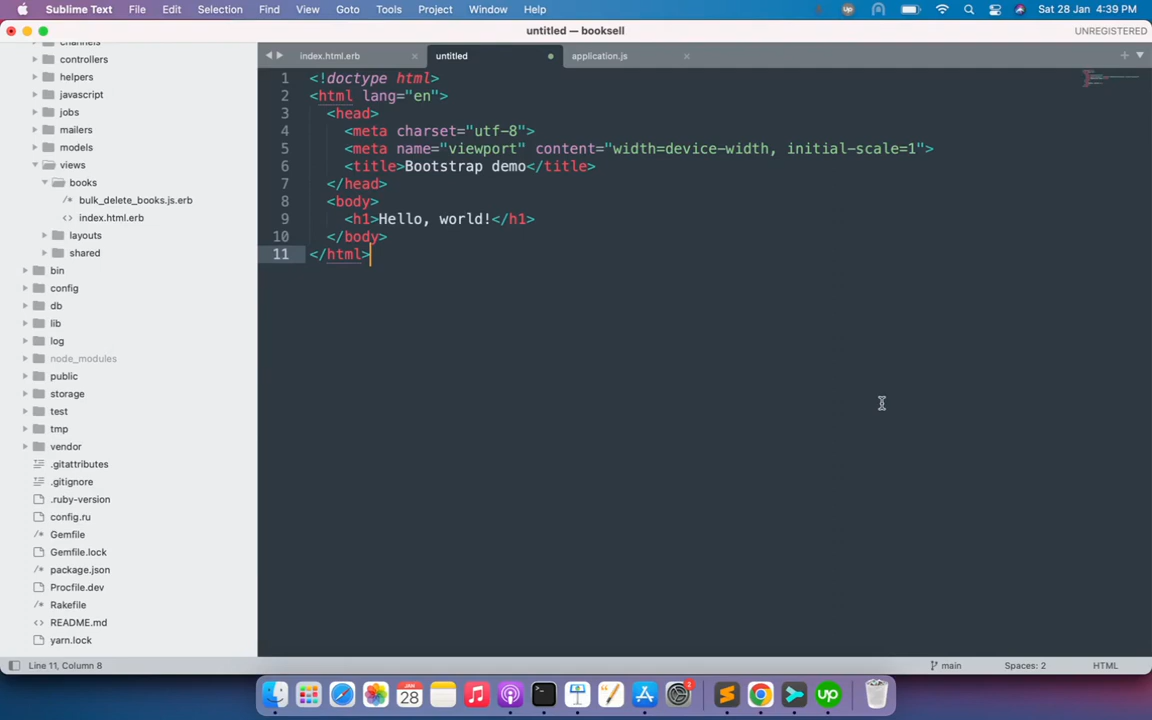 Sublime Text File Edit Selection Find View Goto Tools Project Window Help Sat 28 Jan 4:39 PM
untitled — booksell UNREGISTERED
index.html.erb untitled application.js
channels
controllers
helpers
javascript
jobs
mailers
models
views
books
bulk_delete_books.js.erb
index.html.erb
layouts
shared
bin
config
db
lib
log
node_modules
public
storage
test
tmp
vendor
.gitattributes
.gitignore
.ruby-version
config.ru
Gemfile
Gemfile.lock
package.json
Procfile.dev
Rakefile
README.md
yarn.lock
1 <!doctype html>
2 <html lang="en">
3 <head>
4 <meta charset="utf-8">
5 <meta name="viewport" content="width=device-width, initial-scale=1">
6 <title>Bootstrap demo</title>
7 </head>
8 <body>
9 <h1>Hello, world!</h1>
10 </body>
11 </html>
Line 11, Column 8 main Spaces: 2 HTML
JAN
28
2
up